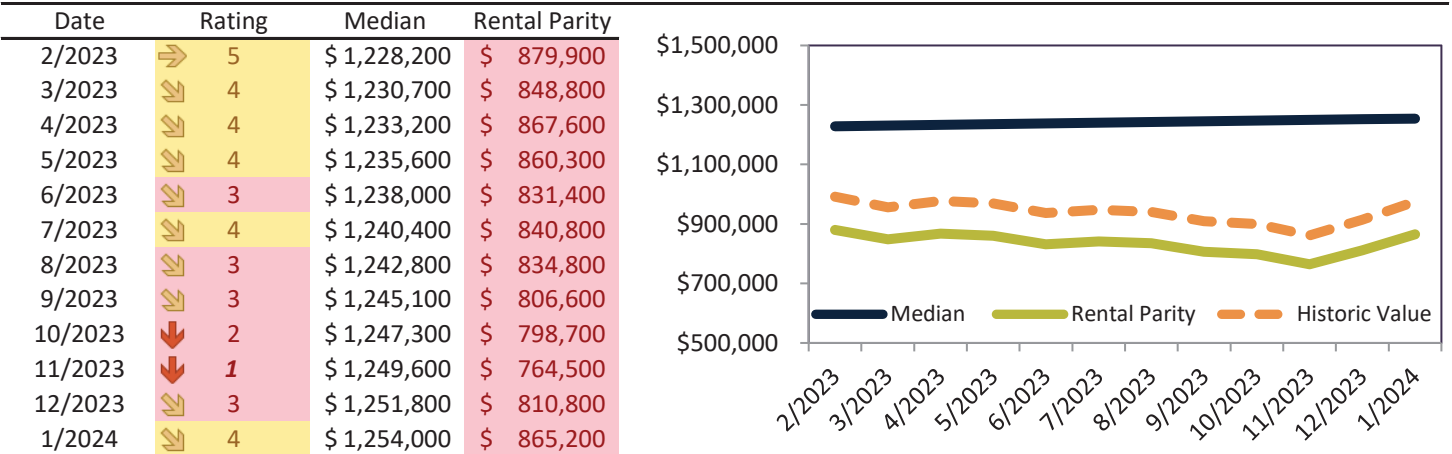 Date Rating Median Rental Parity
2/2023 5 $ 1,228,200 $ 879,900
3/2023 4 $ 1,230,700 $ 848,800
4/2023 4 $ 1,233,200 $ 867,600
5/2023 4 $ 1,235,600 $ 860,300
6/2023 3 $ 1,238,000 $ 831,400
7/2023 4 $ 1,240,400 $ 840,800
8/2023 3 $ 1,242,800 $ 834,800
9/2023 3 $ 1,245,100 $ 806,600
10/2023 2 $ 1,247,300 $ 798,700
11/2023 1 $ 1,249,600 $ 764,500
12/2023 3 $ 1,251,800 $ 810,800
1/2024 4 $ 1,254,000 $ 865,200
$1,500,000
$1,300,000
$1,100,000
$900,000
$700,000
$500,000
Median Rental Parity Historic Value
2/2023 3/2023 4/2023 5/2023 6/2023 7/2023 8/2023 9/2023 10/2023 11/2023 12/2023 1/2024